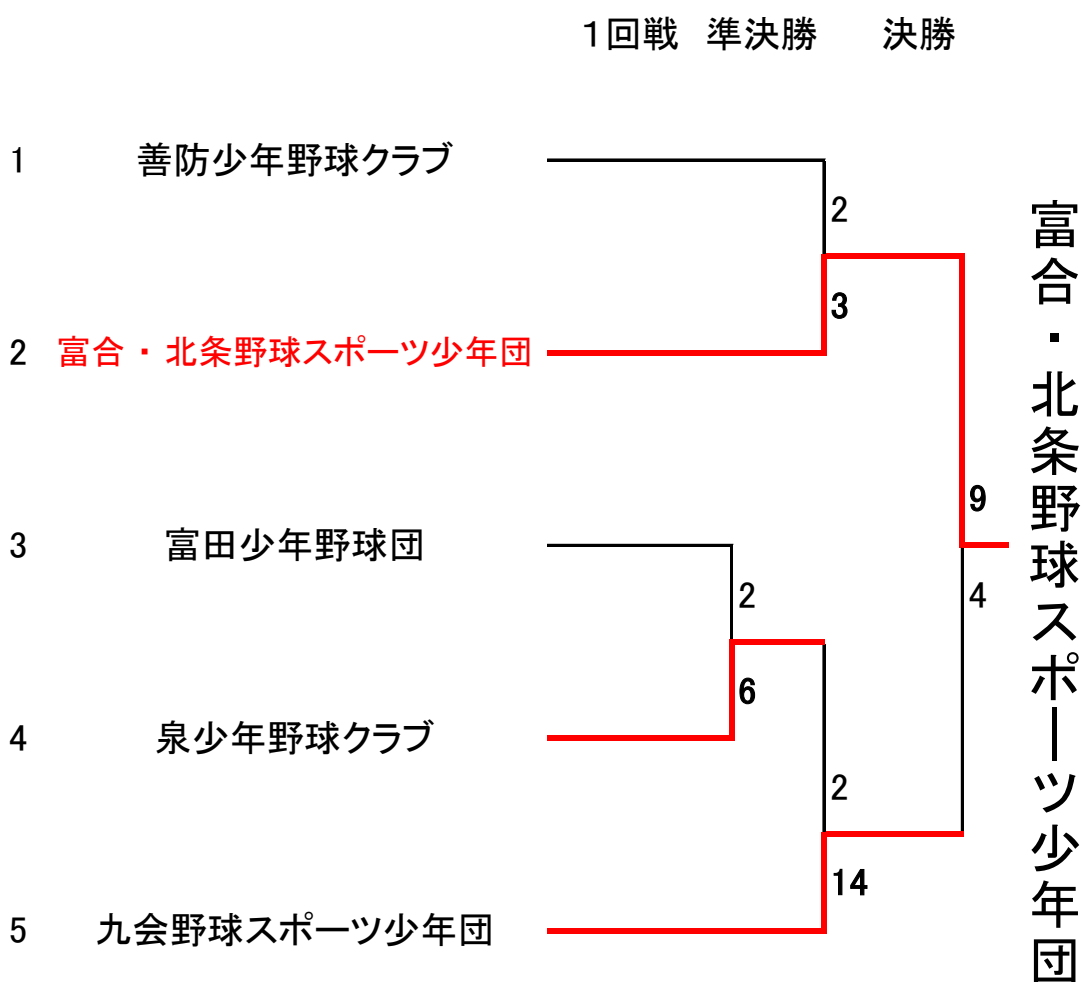 1回戦 準決勝 決勝
1 善防少年野球クラブ
2
2 富合・北条野球スポーツ少年団
3
3 富田少年野球団
2
4 泉少年野球クラブ
6
5 九会野球スポーツ少年団
2
14
9
4
富合・北条野球スポーツ少年団